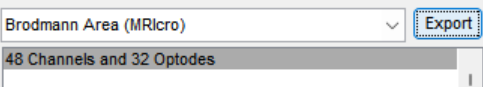 Brodmann Area (MRIcro)
Export
48 Channels and 32 Optodes